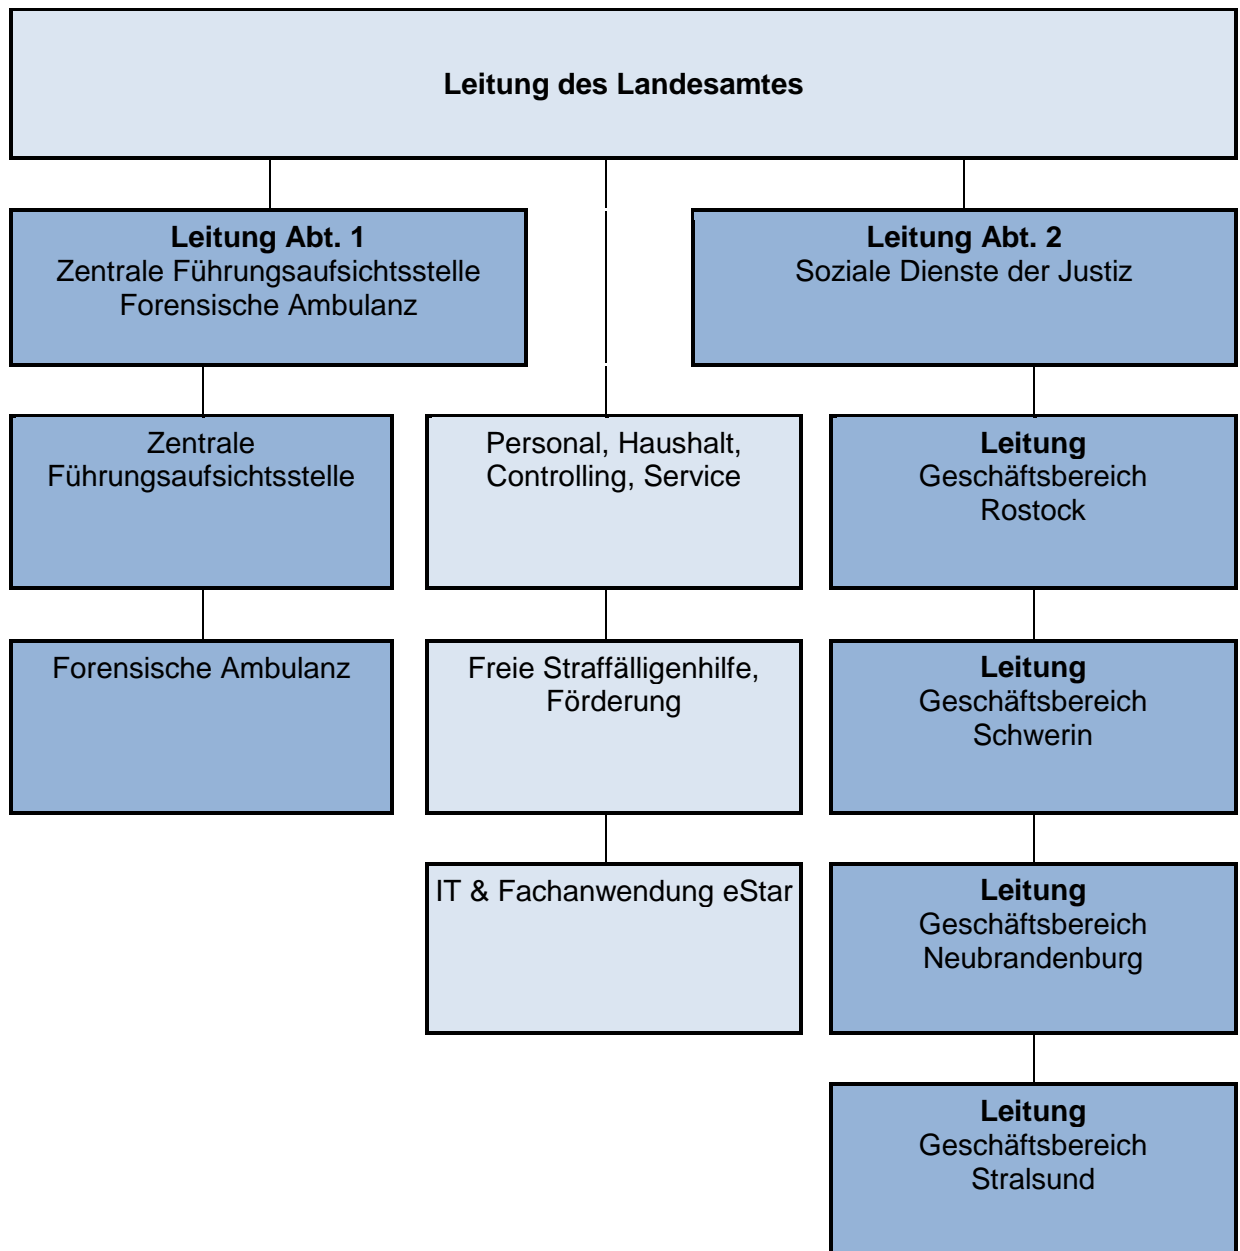 Leitung des Landesamtes
Leitung Abt. 1
Zentrale Führungsaufsichtsstelle
Forensische Ambulanz
Leitung Abt. 2
Soziale Dienste der Justiz
Zentrale
Führungsaufsichtsstelle
Personal, Haushalt,
Controlling, Service
Leitung
Geschäftsbereich
Rostock
Forensische Ambulanz
Freie Straffälligenhilfe,
Förderung
Leitung
Geschäftsbereich
Schwerin
IT & Fachanwendung eStar
Leitung
Geschäftsbereich
Neubrandenburg
Leitung
Geschäftsbereich
Stralsund